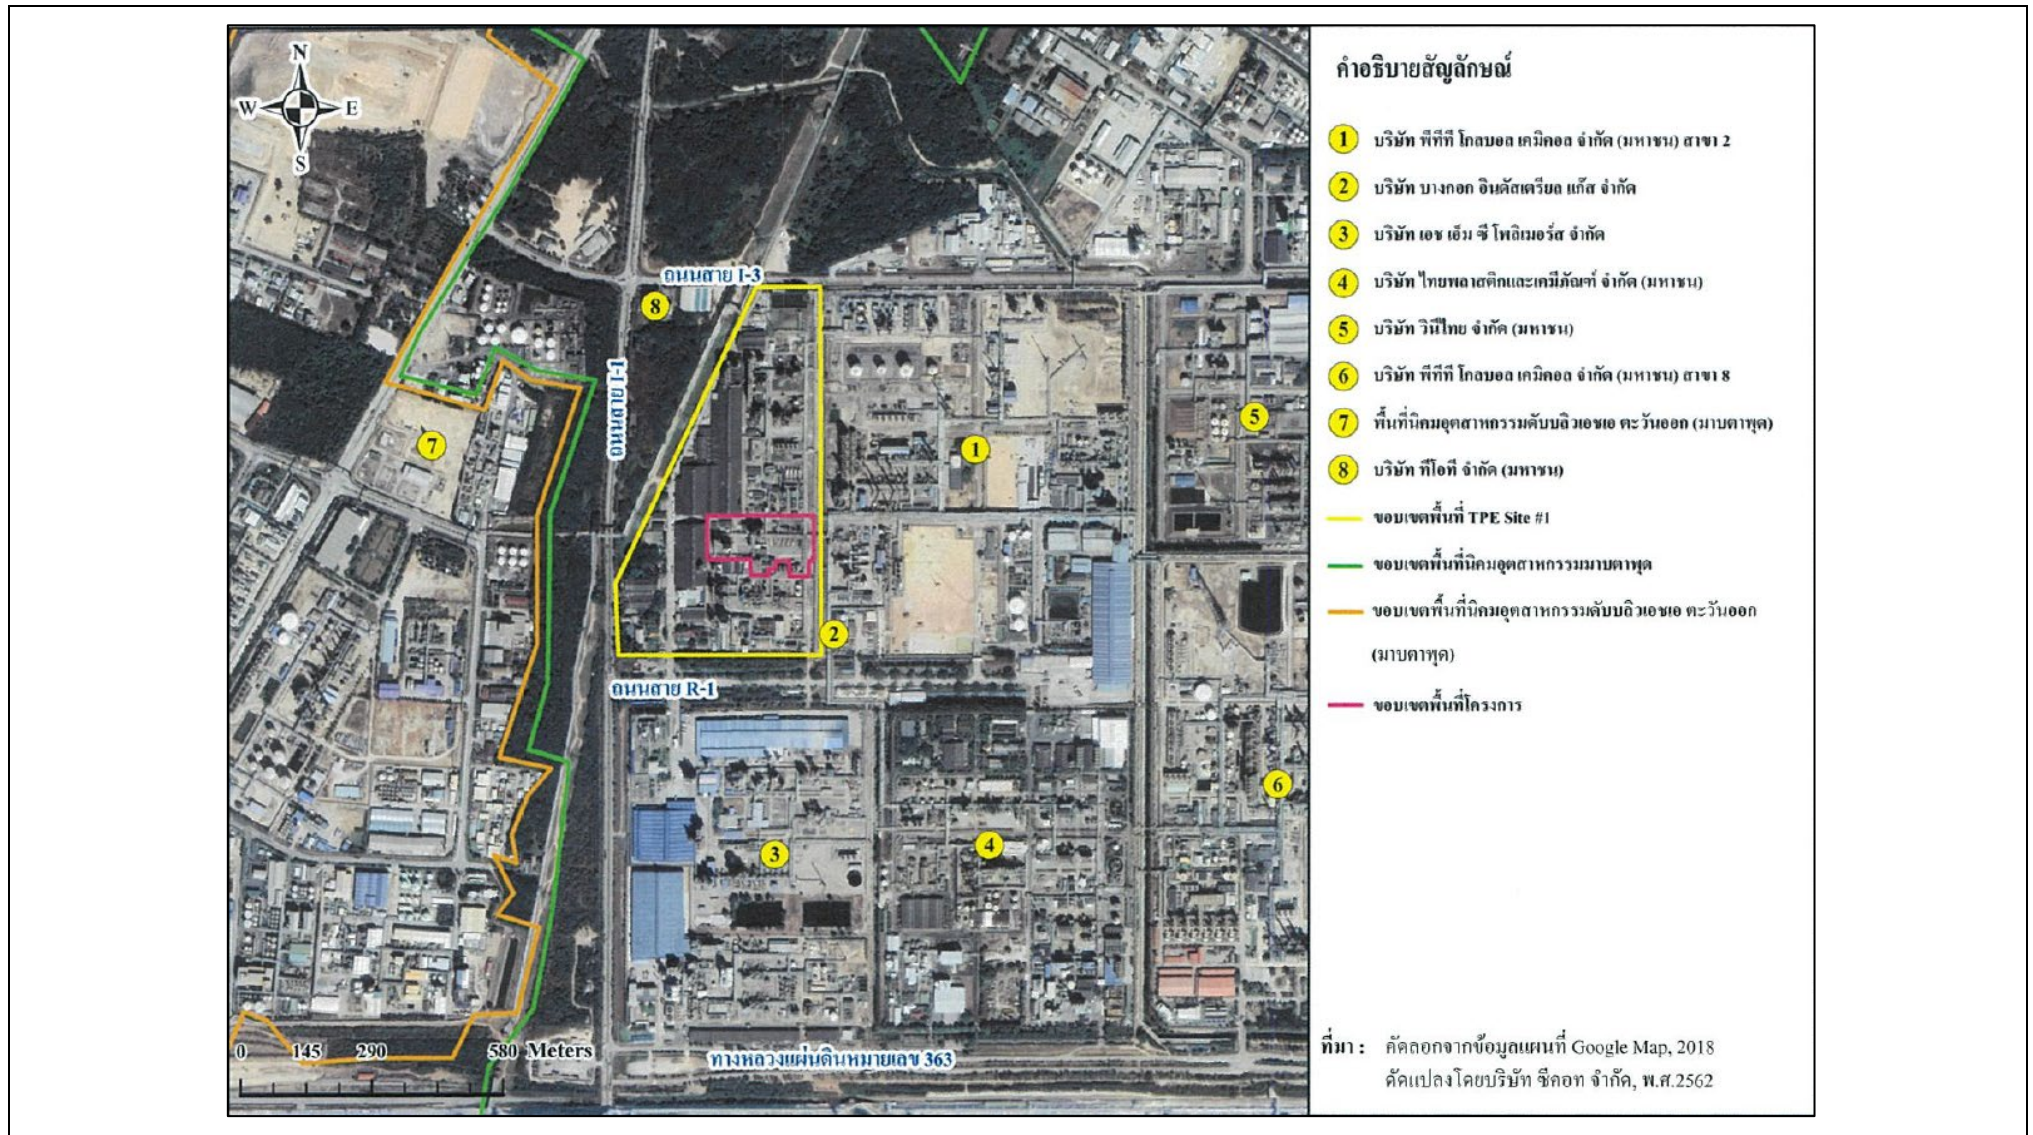 N
W E
S
ถนนสาย I-3
8
ถนนสาย I-1
7
1
5
2
ถนนสาย R-1
6
3
4
0 145 290 580 Meters
ทางหลวงแผ่นดินหมายเลข 363
คำอธิบายสัญลักษณ์
1 บริษัท พีทีที โกลบอล เคมิคอล จำกัด (มหาชน) สาขา 2
2 บริษัท บางกอก อินดัสเตรียล แก๊ส จำกัด
3 บริษัท เอช เอ็ม ซี โพลิเมอร์ส จำกัด
4 บริษัท ไทยพลาสติกและเคมีภัณฑ์ จำกัด (มหาชน)
5 บริษัท วินีไทย จำกัด (มหาชน)
6 บริษัท พีทีที โกลบอล เคมิคอล จำกัด (มหาชน) สาขา 8
7 พื้นที่นิคมอุตสาหกรรมดับบลิวเอชเอ ตะวันออก (มาบตาพุด)
8 บริษัท ทีโอที จำกัด (มหาชน)
ขอบเขตพื้นที่ TPE Site #1
ขอบเขตพื้นที่นิคมอุตสาหกรรมมาบตาพุด
ขอบเขตพื้นที่นิคมอุตสาหกรรมดับบลิวเอชเอ ตะวันออก
(มาบตาพุด)
ขอบเขตพื้นที่โครงการ
ที่มา : คัดลอกจากข้อมูลแผนที่ Google Map, 2018
ดัดแปลงโดยบริษัท ซีคอท จำกัด, พ.ศ.2562